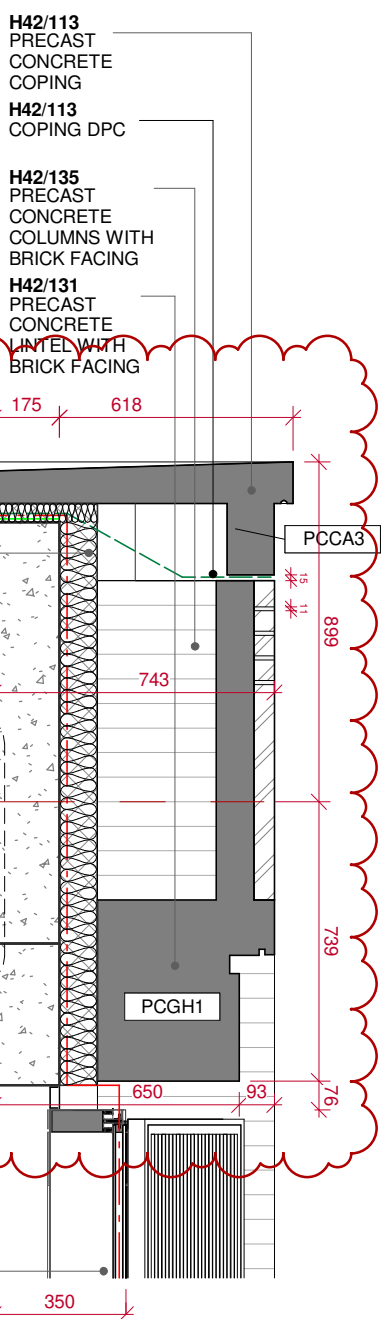 H42/113
PRECAST
CONCRETE
COPING
H42/113
COPING DPC
H42/135
PRECAST
CONCRETE
COLUMNS WITH
BRICK FACING
H42/131
PRECAST
CONCRETE
LINTEL WITH
BRICK FACING
175 618
PCCA3
15
11
899
743
739
PCGH1
650 93
76
350